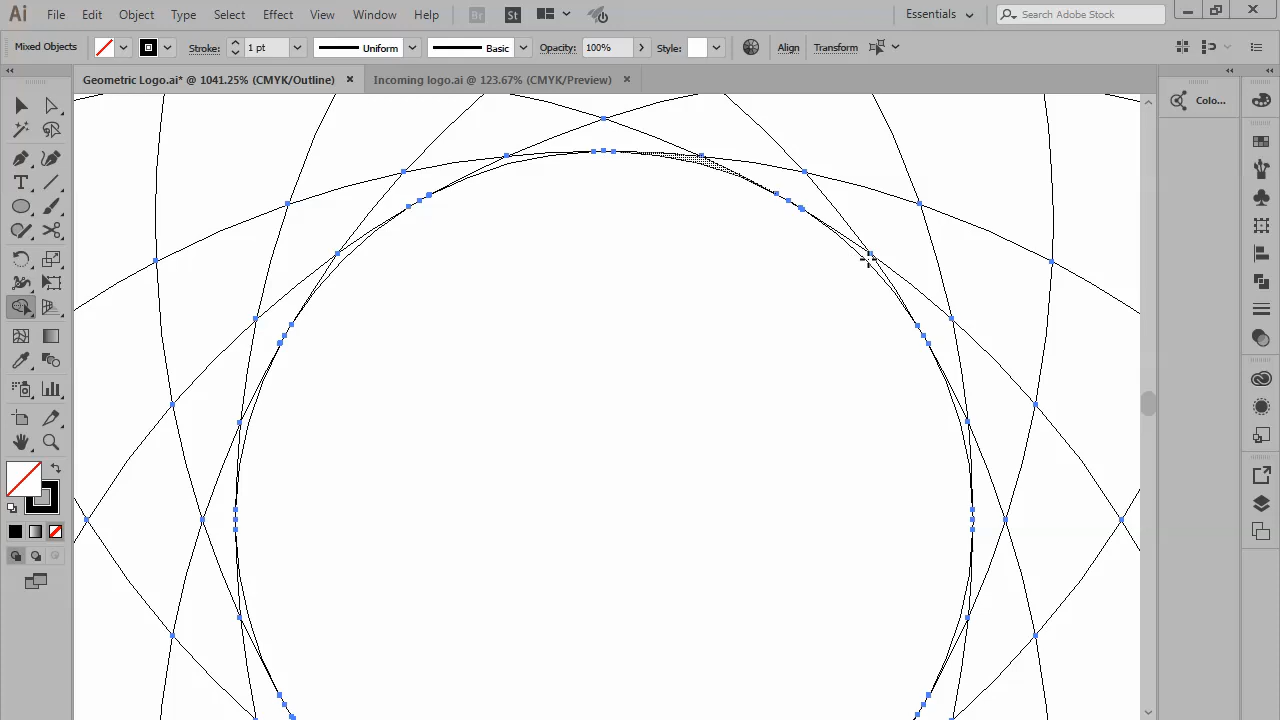 Ai File Edit Object Type Select Effect View Window Help Br St Essentials Search Adobe Stock
Mixed Objects Stroke: 1 pt Uniform Basic Opacity: 100% Style: Align Transform
Geometric Logo.ai* @ 1041.25% (CMYK/Outline) Incoming logo.ai @ 123.67% (CMYK/Preview)
Colo...